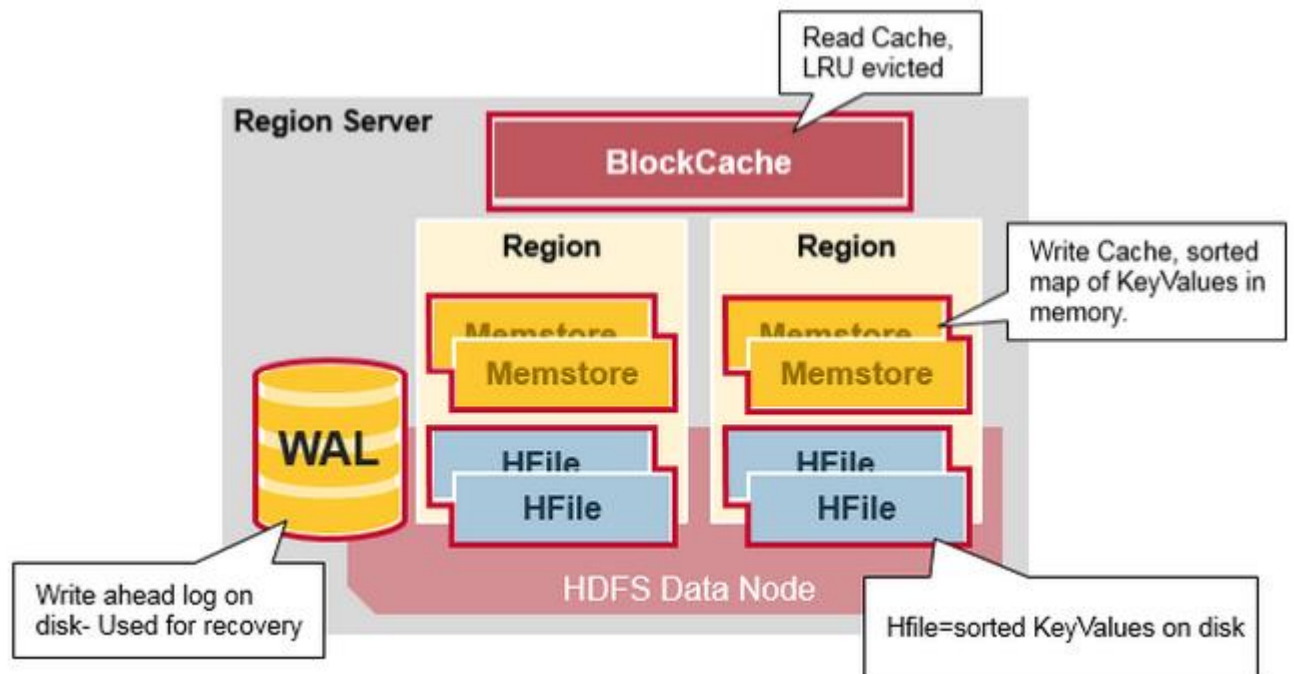 Read Cache,
LRU evicted
Region Server
BlockCache
Region
Region
Write Cache, sorted
map of KeyValues in
memory.
Memstore
Memstore
Memstore
Memstore
WAL
HFile
HFile
HFile
HFile
HDFS Data Node
Write ahead log on
disk- Used for recovery
Hfile=sorted KeyValues on disk